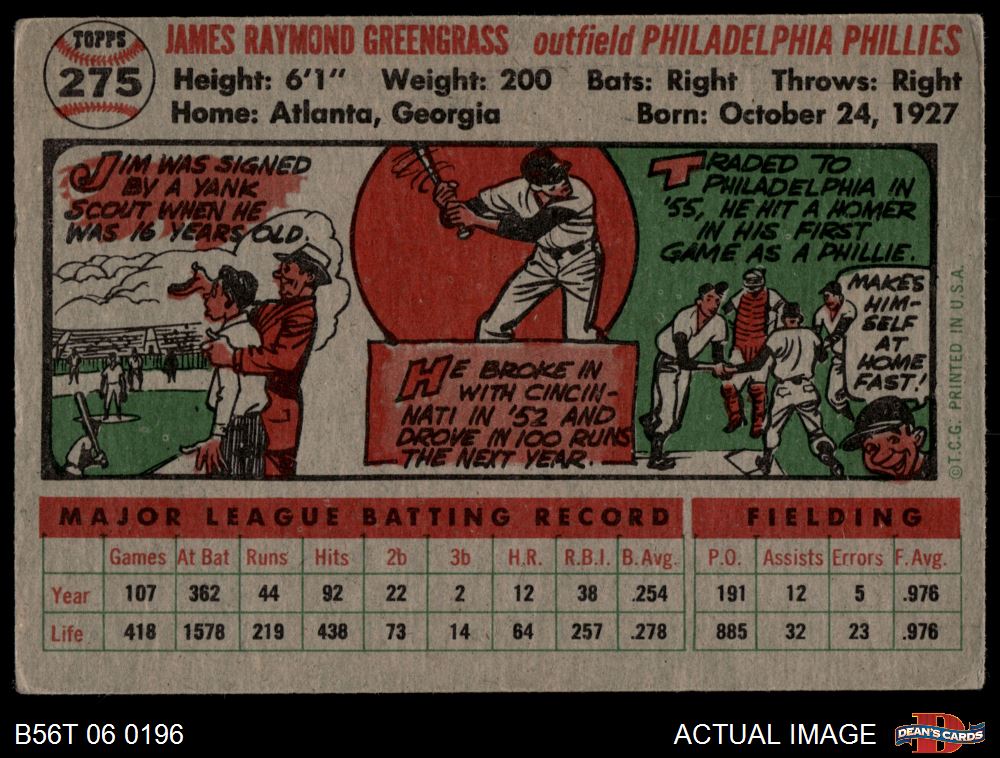 TOPPS
275
JAMES RAYMOND GREENGRASS outfield PHILADELPHIA PHILLIES
Height: 6'1" Weight: 200 Bats: Right Throws: Right
Home: Atlanta, Georgia Born: October 24, 1927
JIM WAS SIGNED
BY A YANK
SCOUT WHEN HE
WAS 16 YEARS OLD.
HE BROKE IN
WITH CINCIN-
NATI IN '52 AND
DROVE IN 100 RUNS
THE NEXT YEAR.
TRADED TO
PHILADELPHIA IN
'55, HE HIT A HOMER
IN HIS FIRST
GAME AS A PHILLIE.
MAKES
HIM-
SELF
AT
HOME
FAST!
©T.C.G. PRINTED IN U.S.A.
MAJOR LEAGUE BATTING RECORD FIELDING
Games At Bat Runs Hits 2b 3b H.R. R.B.I. B. Avg. P.O. Assists Errors F. Avg.
Year 107 362 44 92 22 2 12 38 .254 191 12 5 .976
Life 418 1578 219 438 73 14 64 257 .278 885 32 23 .976
B56T 06 0196 ACTUAL IMAGE
DEAN'S CARDS